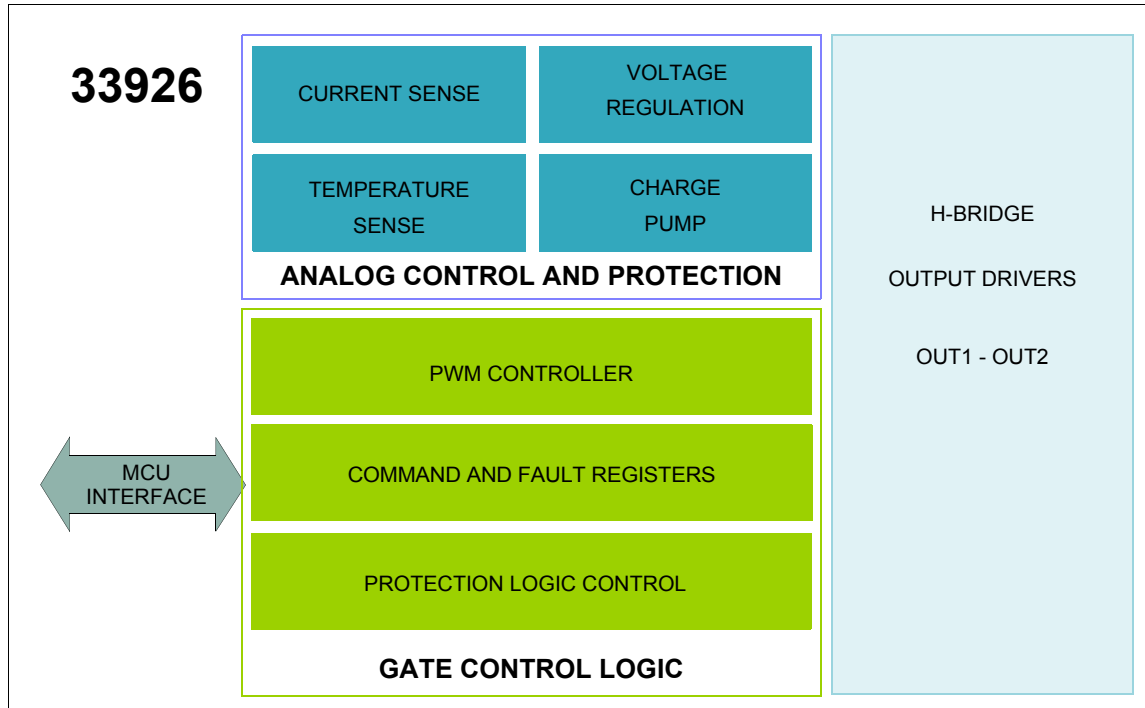 33926
CURRENT SENSE
VOLTAGE
REGULATION
TEMPERATURE
SENSE
CHARGE
PUMP
ANALOG CONTROL AND PROTECTION
PWM CONTROLLER
COMMAND AND FAULT REGISTERS
PROTECTION LOGIC CONTROL
GATE CONTROL LOGIC
MCU
INTERFACE
H-BRIDGE
OUTPUT DRIVERS
OUT1 - OUT2